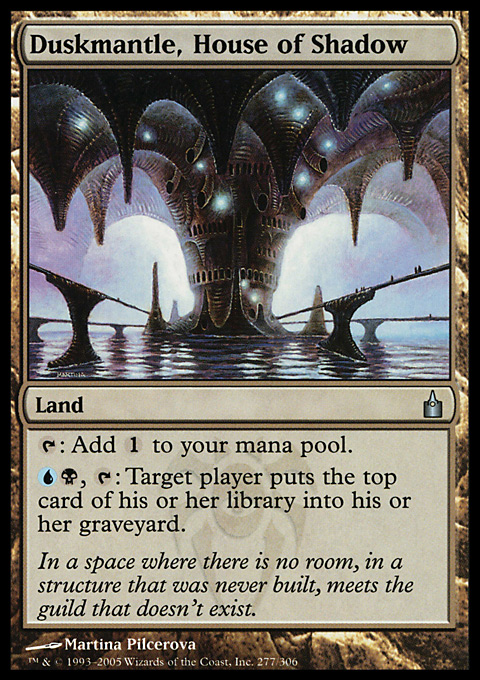 Duskmantle, House of Shadow
Land
: Add 1 to your mana pool.
, : Target player puts the top
card of his or her library into his or
her graveyard.
In a space where there is no room, in a
structure that was never built, meets the
guild that doesn't exist.
Martina Pilcerova
™ & © 1993–2005 Wizards of the Coast, Inc. 277/306